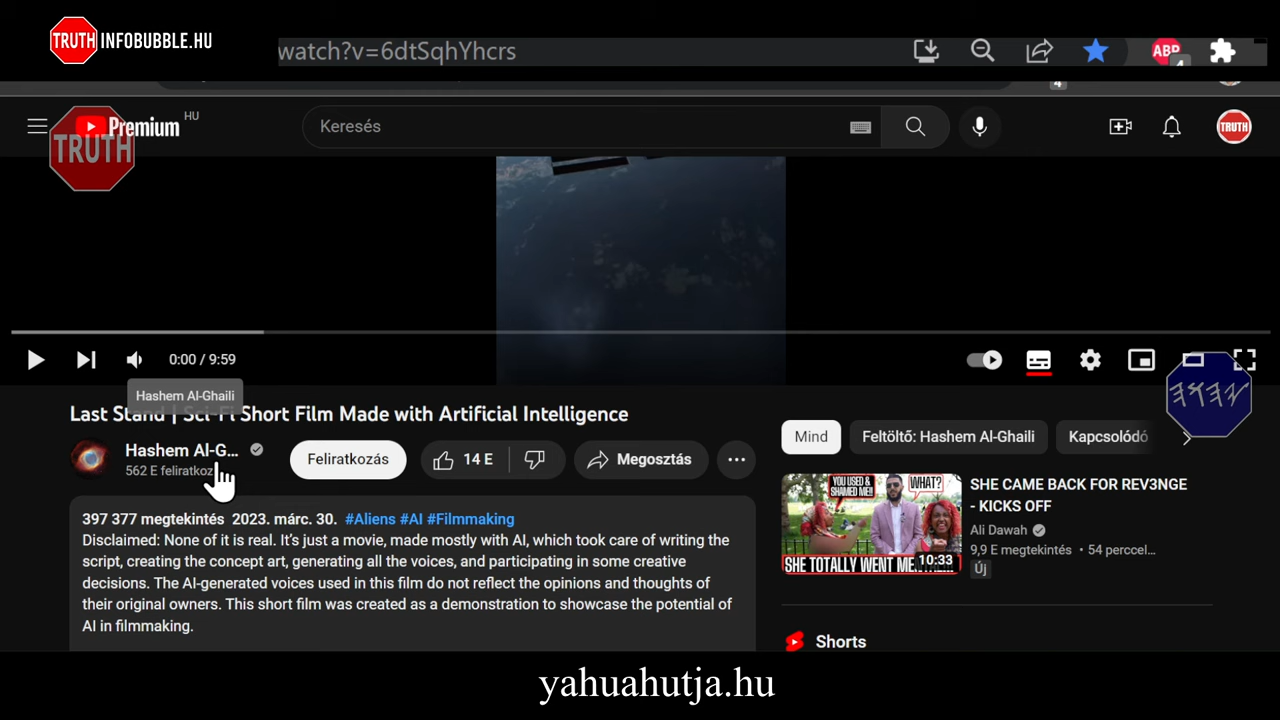 TRUTH INFOBUBBLE.HU
watch?v=6dtSqhYhcrs
ABP
4
4
Premium HU
TRUTH
Keresés
TRUTH
0:00 / 9:59
Hashem Al-Ghaili
Last Stand | Sci-Fi Short Film Made with Artificial Intelligence
Hashem Al-G...
562 E feliratkoz
Feliratkozás
14 E
Megosztás
397 377 megtekintés 2023. márc. 30. #Aliens #AI #Filmmaking
Disclaimed: None of it is real. It's just a movie, made mostly with AI, which took care of writing the
script, creating the concept art, generating all the voices, and participating in some creative
decisions. The AI-generated voices used in this film do not reflect the opinions and thoughts of
their original owners. This short film was created as a demonstration to showcase the potential of
AI in filmmaking.
𐤉𐤄𐤅𐤄
Mind
Feltöltő: Hashem Al-Ghaili
Kapcsolódó
YOU USED & SHAMED ME!!
WHAT?
SHE TOTALLY WENT
10:33
SHE CAME BACK FOR REV3NGE
- KICKS OFF
Ali Dawah
9,9 E megtekintés • 54 perccel...
Új
Shorts
yahuahutja.hu